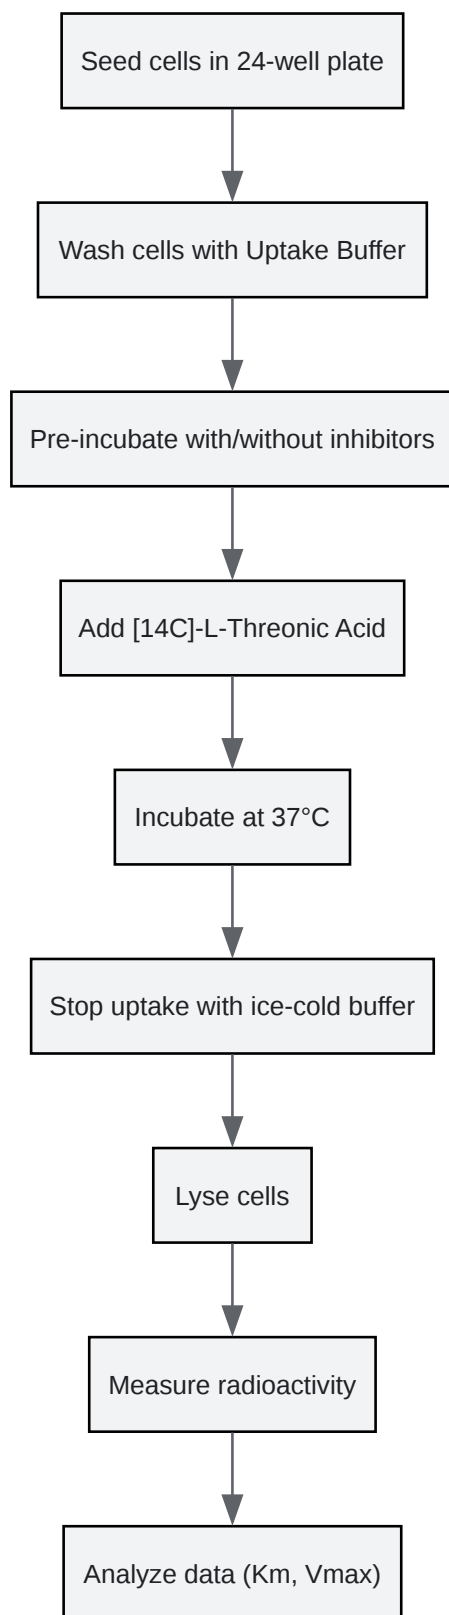 Seed cells in 24-well plate
Wash cells with Uptake Buffer
Pre-incubate with/without inhibitors
Add [14C]-L-Threonic Acid
Incubate at 37°C
Stop uptake with ice-cold buffer
Lyse cells
Measure radioactivity
Analyze data (Km, Vmax)